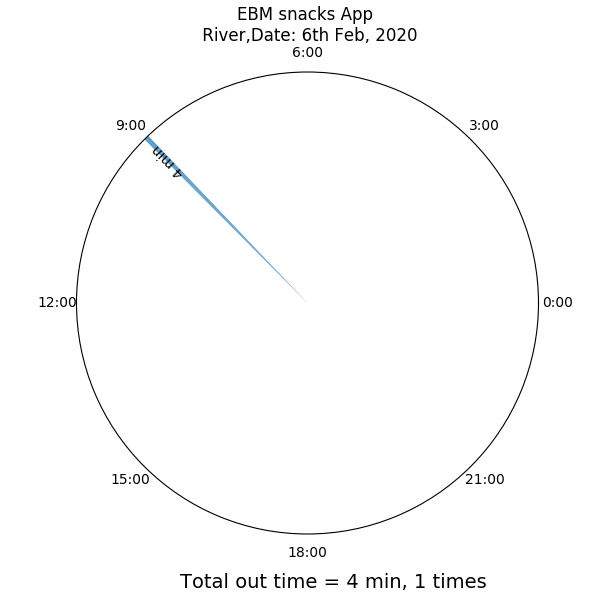 EBM snacks App
River,Date: 6th Feb, 2020
6:00
9:00
3:00
4 min
12:00
0:00
15:00
21:00
18:00
Total out time = 4 min, 1 times